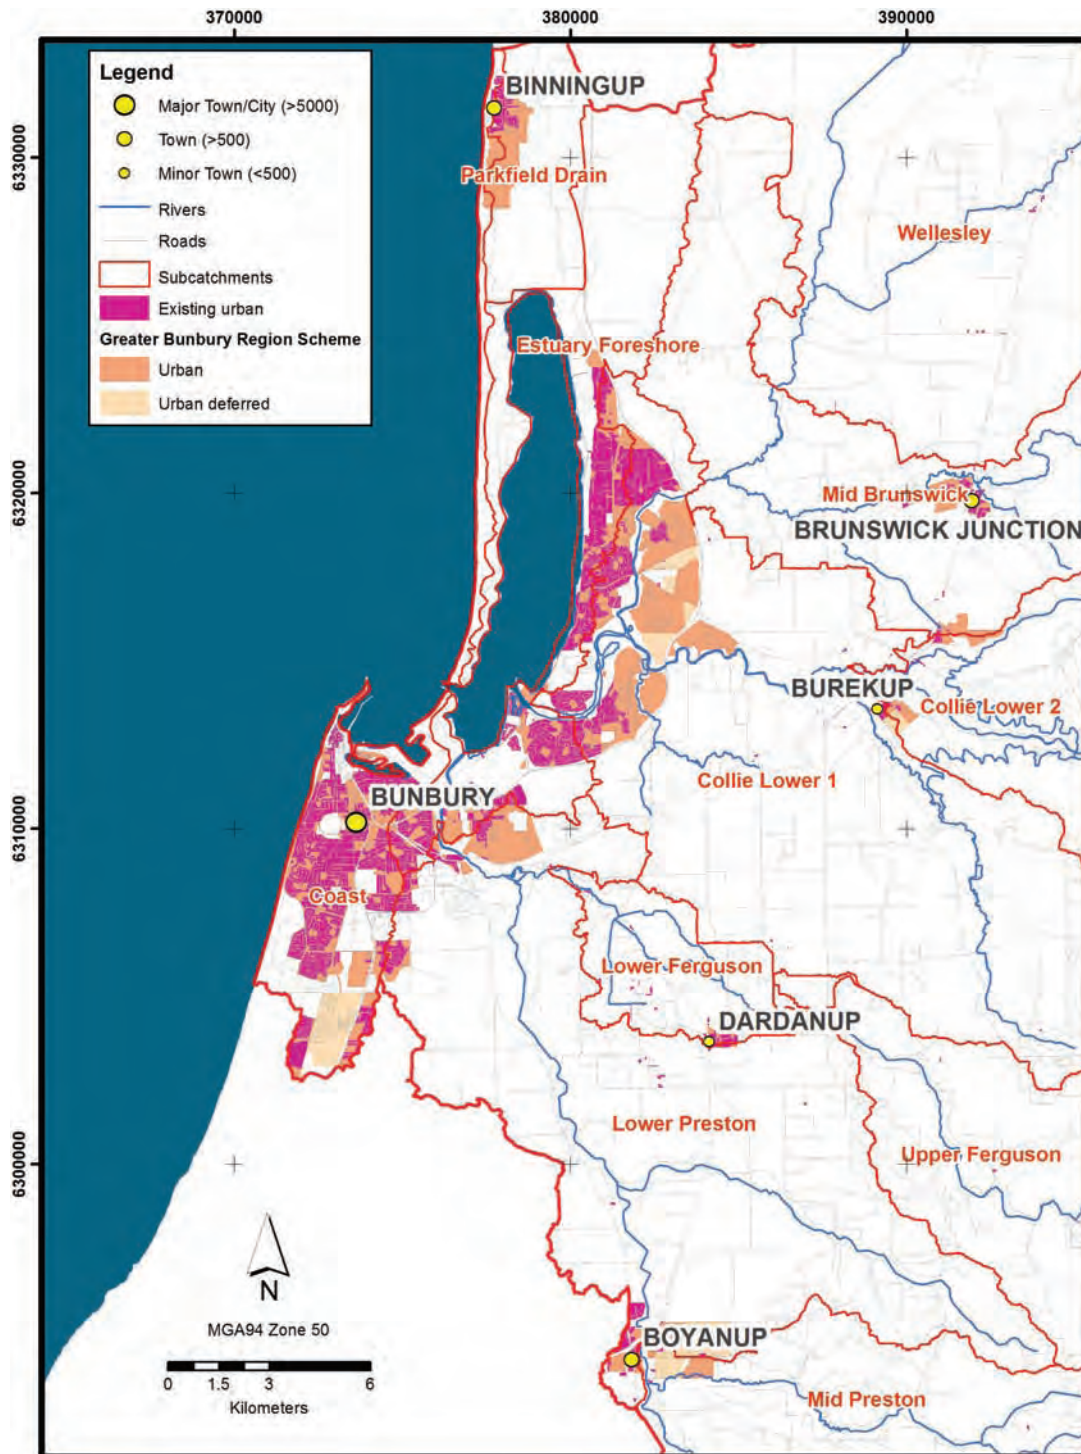 370000
380000
390000
Legend
Major Town/City (>5000)
Town (>500)
Minor Town (<500)
Rivers
Roads
Subcatchments
Existing urban
Greater Bunbury Region Scheme
Urban
Urban deferred
BINNINGUP
6330000
Parkfield Drain
Wellesley
Estuary Foreshore
6320000
Mid Brunswick
BRUNSWICK JUNCTION
BUREKUP
Collie Lower 2
Collie Lower 1
BUNBURY
6310000
Coast
Lower Ferguson
DARDANUP
Lower Preston
Upper Ferguson
6300000
N
MGA94 Zone 50
0 1.5 3 6
Kilometers
BOYANUP
Mid Preston